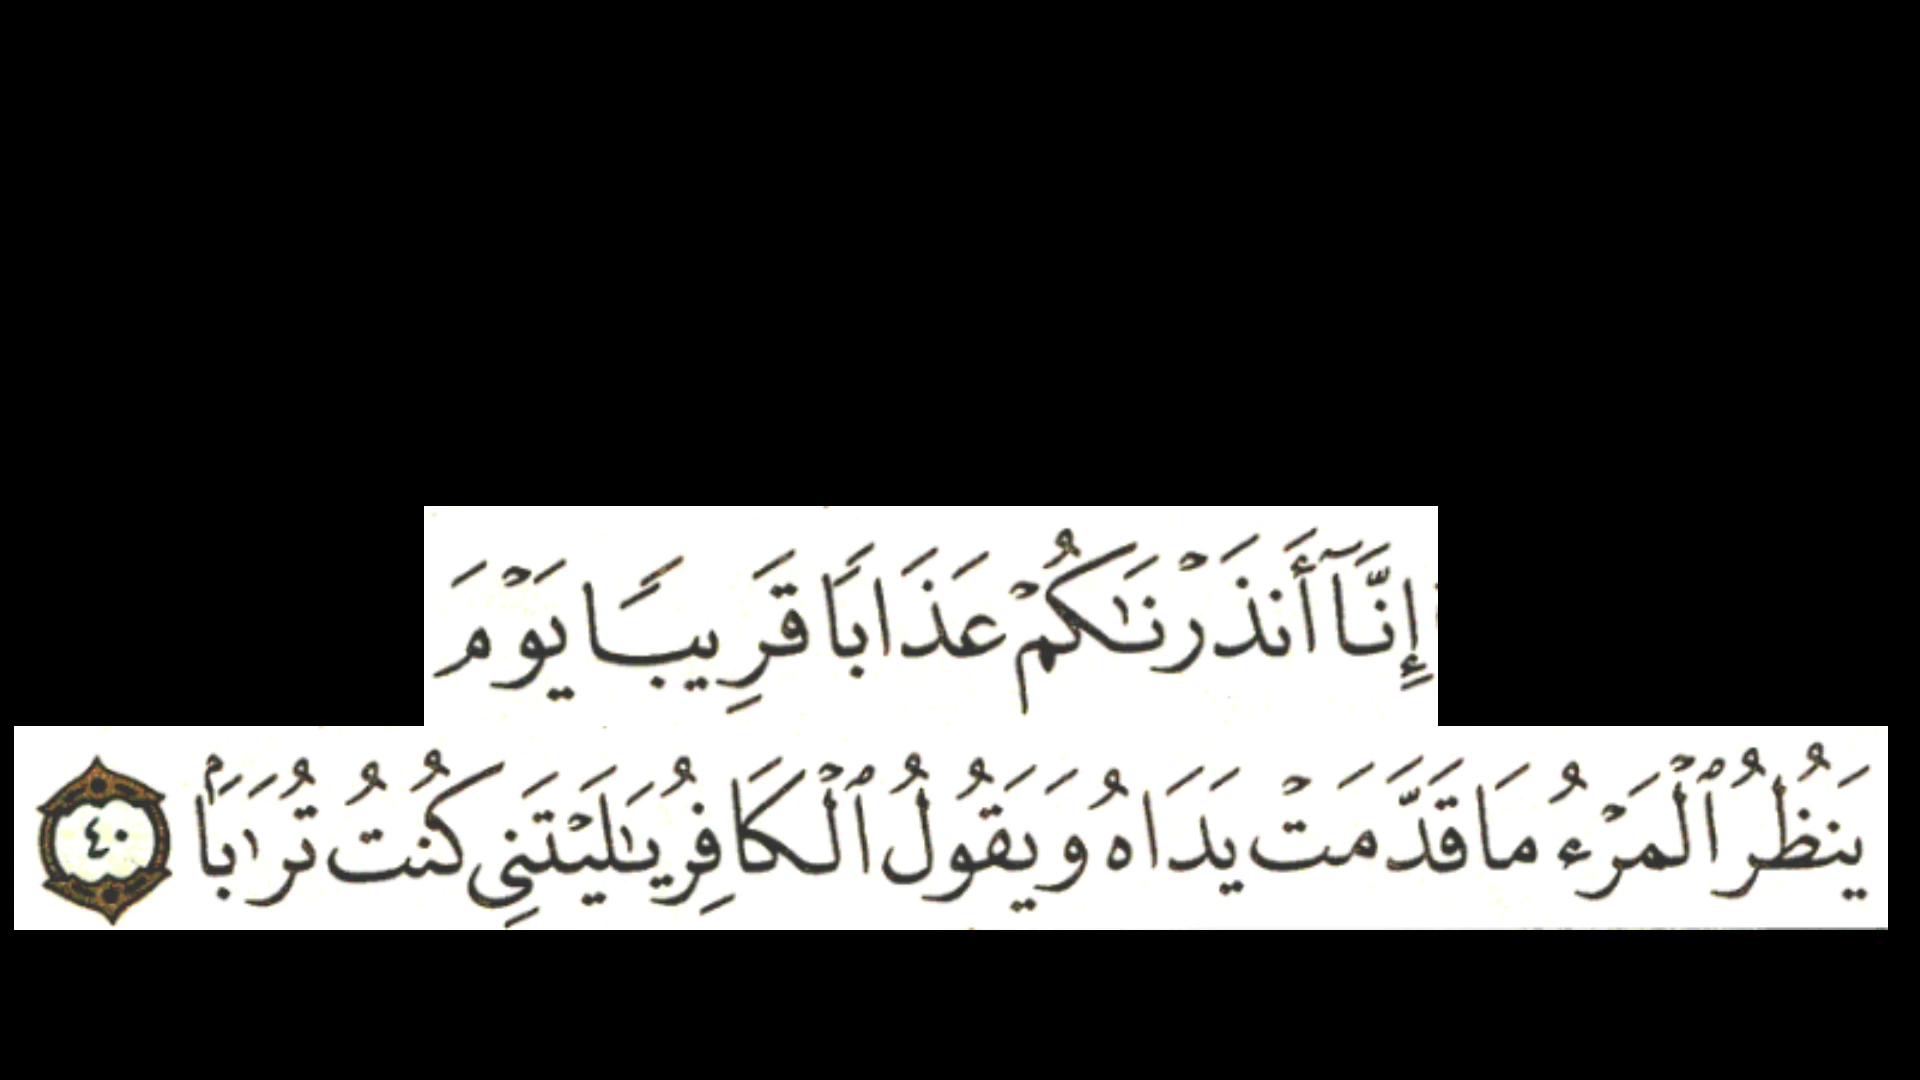 إِنَّآ أَنذَرۡنَٰكُمۡ عَذَابٗا قَرِيبٗا يَوۡمَ
يَنظُرُ ٱلۡمَرۡءُ مَا قَدَّمَتۡ يَدَاهُ وَيَقُولُ ٱلۡكَافِرُ يَٰلَيۡتَنِي كُنتُ تُرَٰبَۢا ٤٠